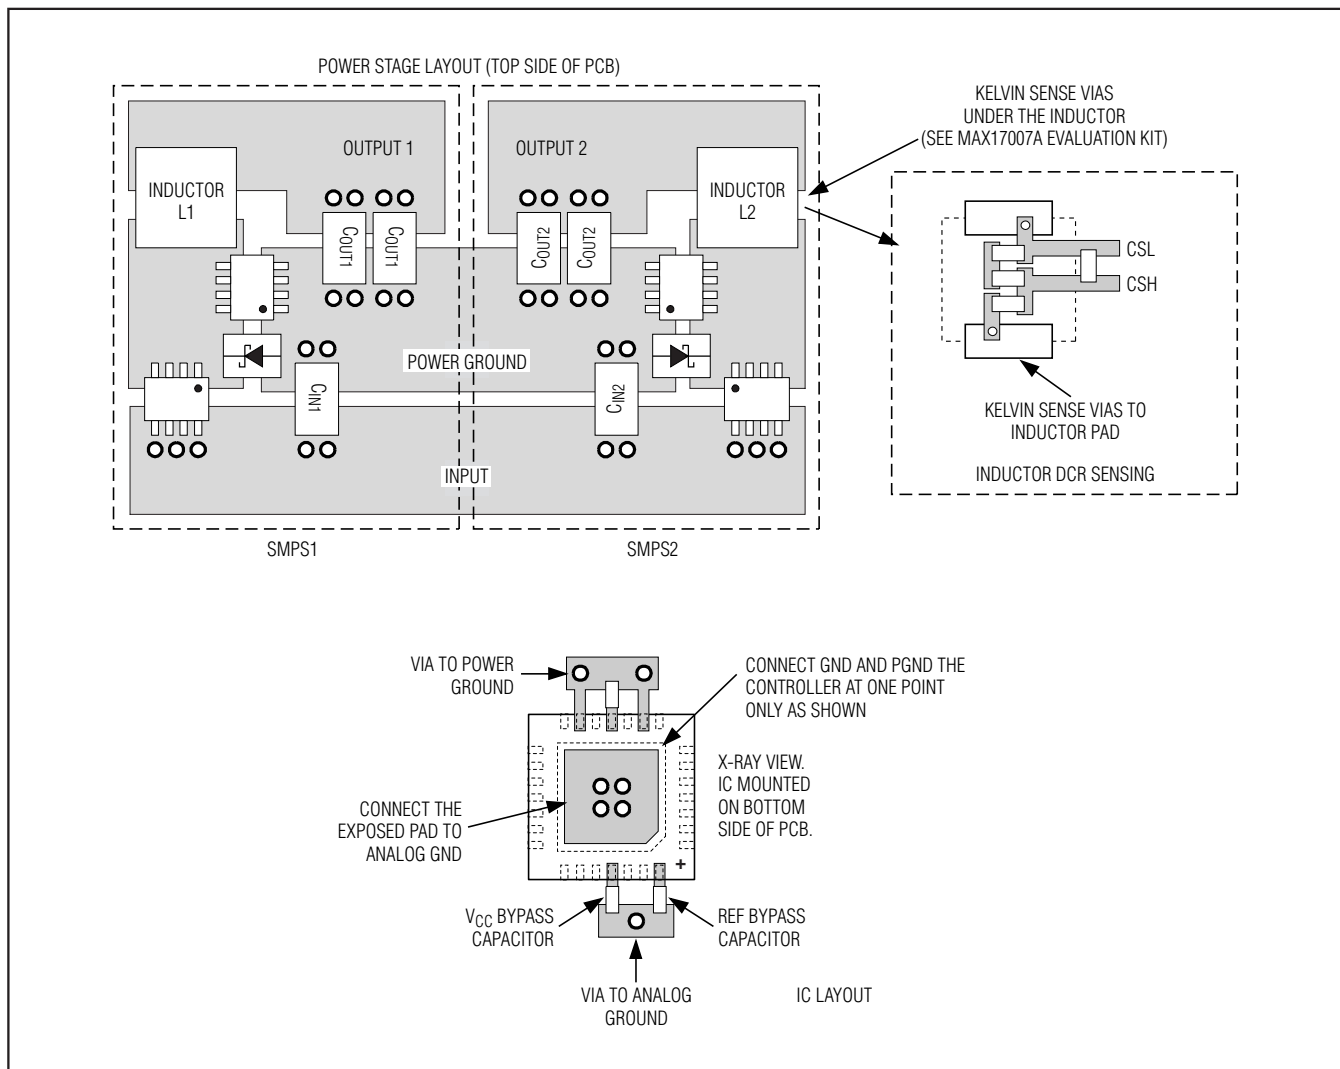 POWER STAGE LAYOUT (TOP SIDE OF PCB)
KELVIN SENSE VIAS
UNDER THE INDUCTOR
(SEE MAX17007A EVALUATION KIT)
OUTPUT 1
OUTPUT 2
INDUCTOR
L1
INDUCTOR
L2
COUT1
COUT1
COUT2
COUT2
CSL
CSH
POWER GROUND
CIN1
CIN2
KELVIN SENSE VIAS TO
INDUCTOR PAD
INPUT
INDUCTOR DCR SENSING
SMPS1
SMPS2
VIA TO POWER
GROUND
CONNECT GND AND PGND THE
CONTROLLER AT ONE POINT
ONLY AS SHOWN
X-RAY VIEW.
IC MOUNTED
ON BOTTOM
SIDE OF PCB.
CONNECT THE
EXPOSED PAD TO
ANALOG GND
+
VCC BYPASS
CAPACITOR
REF BYPASS
CAPACITOR
VIA TO ANALOG
GROUND
IC LAYOUT